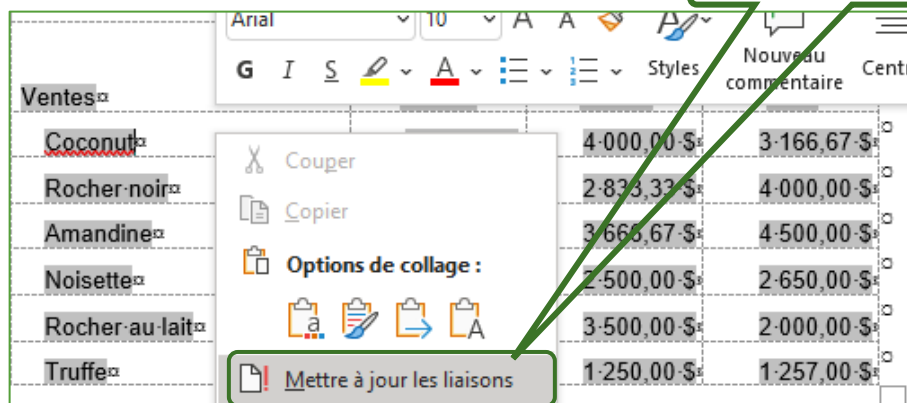 Arial 10 A A
G I S A Styles Nouveau commentaire Centr
Ventes¤
Coconut¤ 4·000,00·$¤ 3·166,67·$¤ ¤
Couper
Rocher·noir¤ 2·833,33·$¤ 4·000,00·$¤ ¤
Copier
Amandine¤ 3·666,67·$¤ 4·500,00·$¤ ¤
Options de collage :
Noisette¤ 2·500,00·$¤ 2·650,00·$¤ ¤
Rocher·au·lait¤ 3·500,00·$¤ 2·000,00·$¤ ¤
Truffe¤ 1·250,00·$¤ 1·257,00·$¤ ¤
Mettre à jour les liaisons